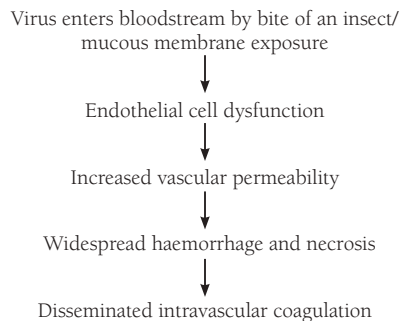 Virus enters bloodstream by bite of an insect/
mucous membrane exposure
Endothelial cell dysfunction
Increased vascular permeability
Widespread haemorrhage and necrosis
Disseminated intravascular coagulation